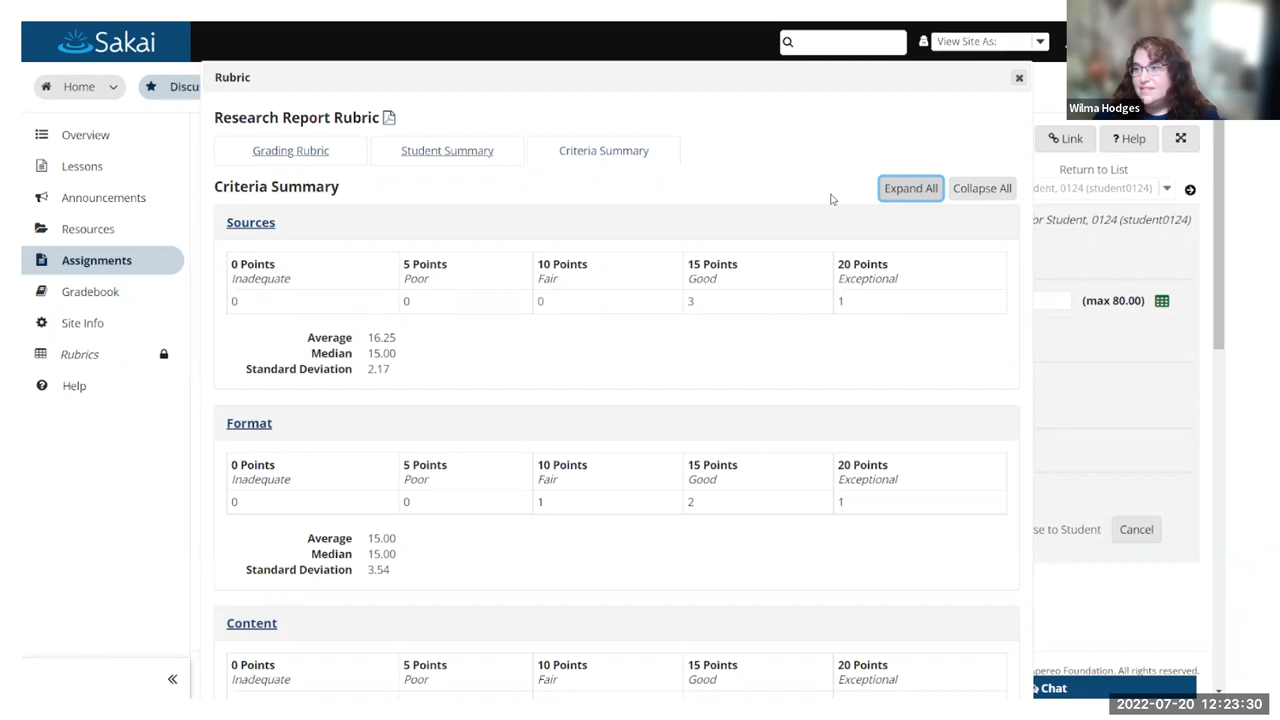 Sakai
View Site As:
Wilma Hodges
Home
Discu
Rubric
Overview
Lessons
Announcements
Resources
Assignments
Gradebook
Site Info
Rubrics
Help
Research Report Rubric
Grading Rubric
Student Summary
Criteria Summary
Criteria Summary
Expand All
Collapse All
Sources
0 Points 5 Points 10 Points 15 Points 20 Points
Inadequate Poor Fair Good Exceptional
0 0 0 3 1
Average 16.25
Median 15.00
Standard Deviation 2.17
Format
0 Points 5 Points 10 Points 15 Points 20 Points
Inadequate Poor Fair Good Exceptional
0 0 1 2 1
Average 15.00
Median 15.00
Standard Deviation 3.54
Content
0 Points 5 Points 10 Points 15 Points 20 Points
Inadequate Poor Fair Good Exceptional
Link
? Help
Return to List
dent, 0124 (student0124)
or Student, 0124 (student0124)
(max 80.00)
se to Student
Cancel
Apereo Foundation. All rights reserved.
Chat
2022-07-20 12:23:30